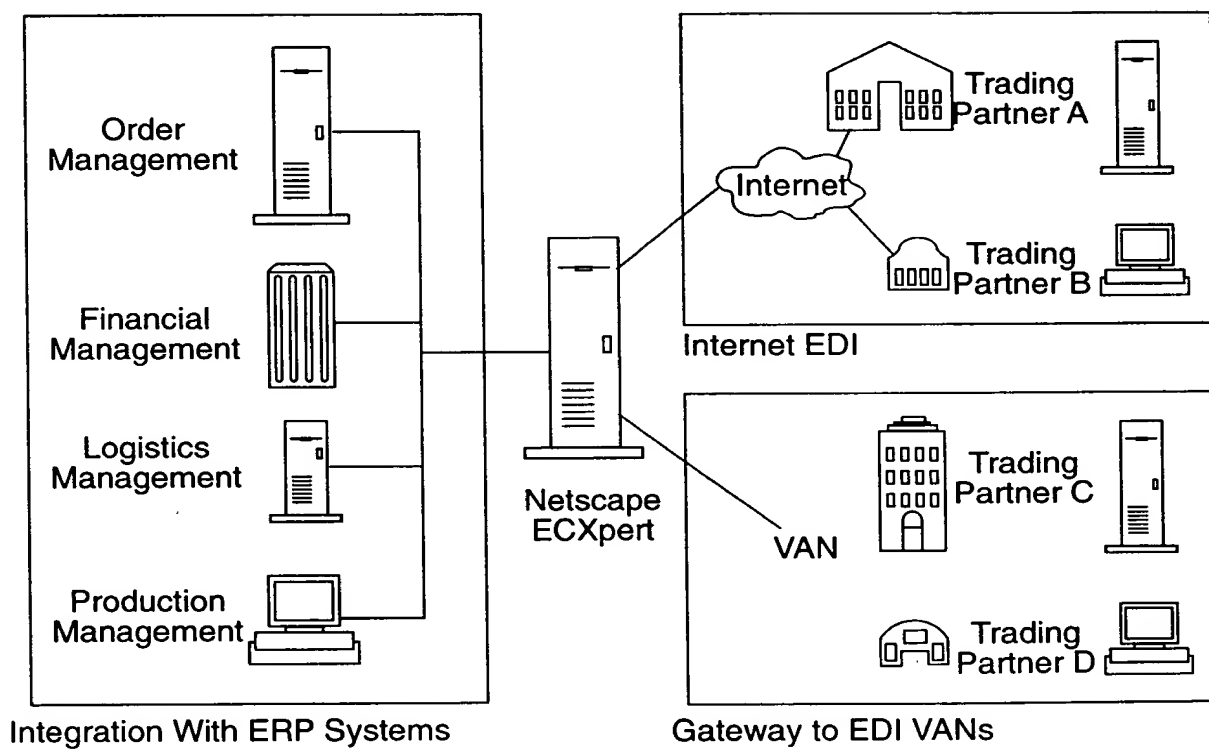 Order
Management
Financial
Management
Logistics
Management
Production
Management
Integration With ERP Systems
Netscape
ECXpert
Internet
Trading
Partner A
Trading
Partner B
Internet EDI
VAN
Trading
Partner C
Trading
Partner D
Gateway to EDI VANs